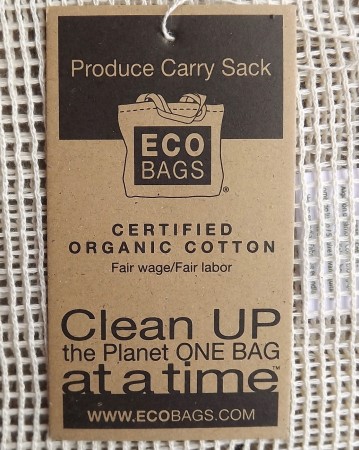 Produce Carry Sack
ECO
BAGS
®
CERTIFIED
ORGANIC COTTON
Fair wage/Fair labor
Clean UP
the Planet ONE BAG
at a time™
WWW.ECOBAGS.COM